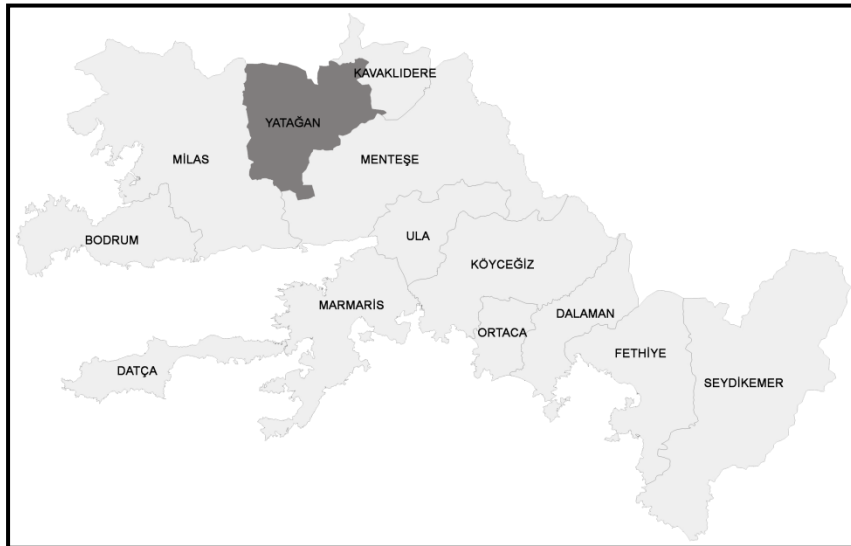 KAVAKLIDERE
YATAĞAN
MİLAS
MENTEŞE
BODRUM
ULA
KÖYCEĞİZ
MARMARİS
DALAMAN
ORTACA
FETHİYE
DATÇA
SEYDİKEMER